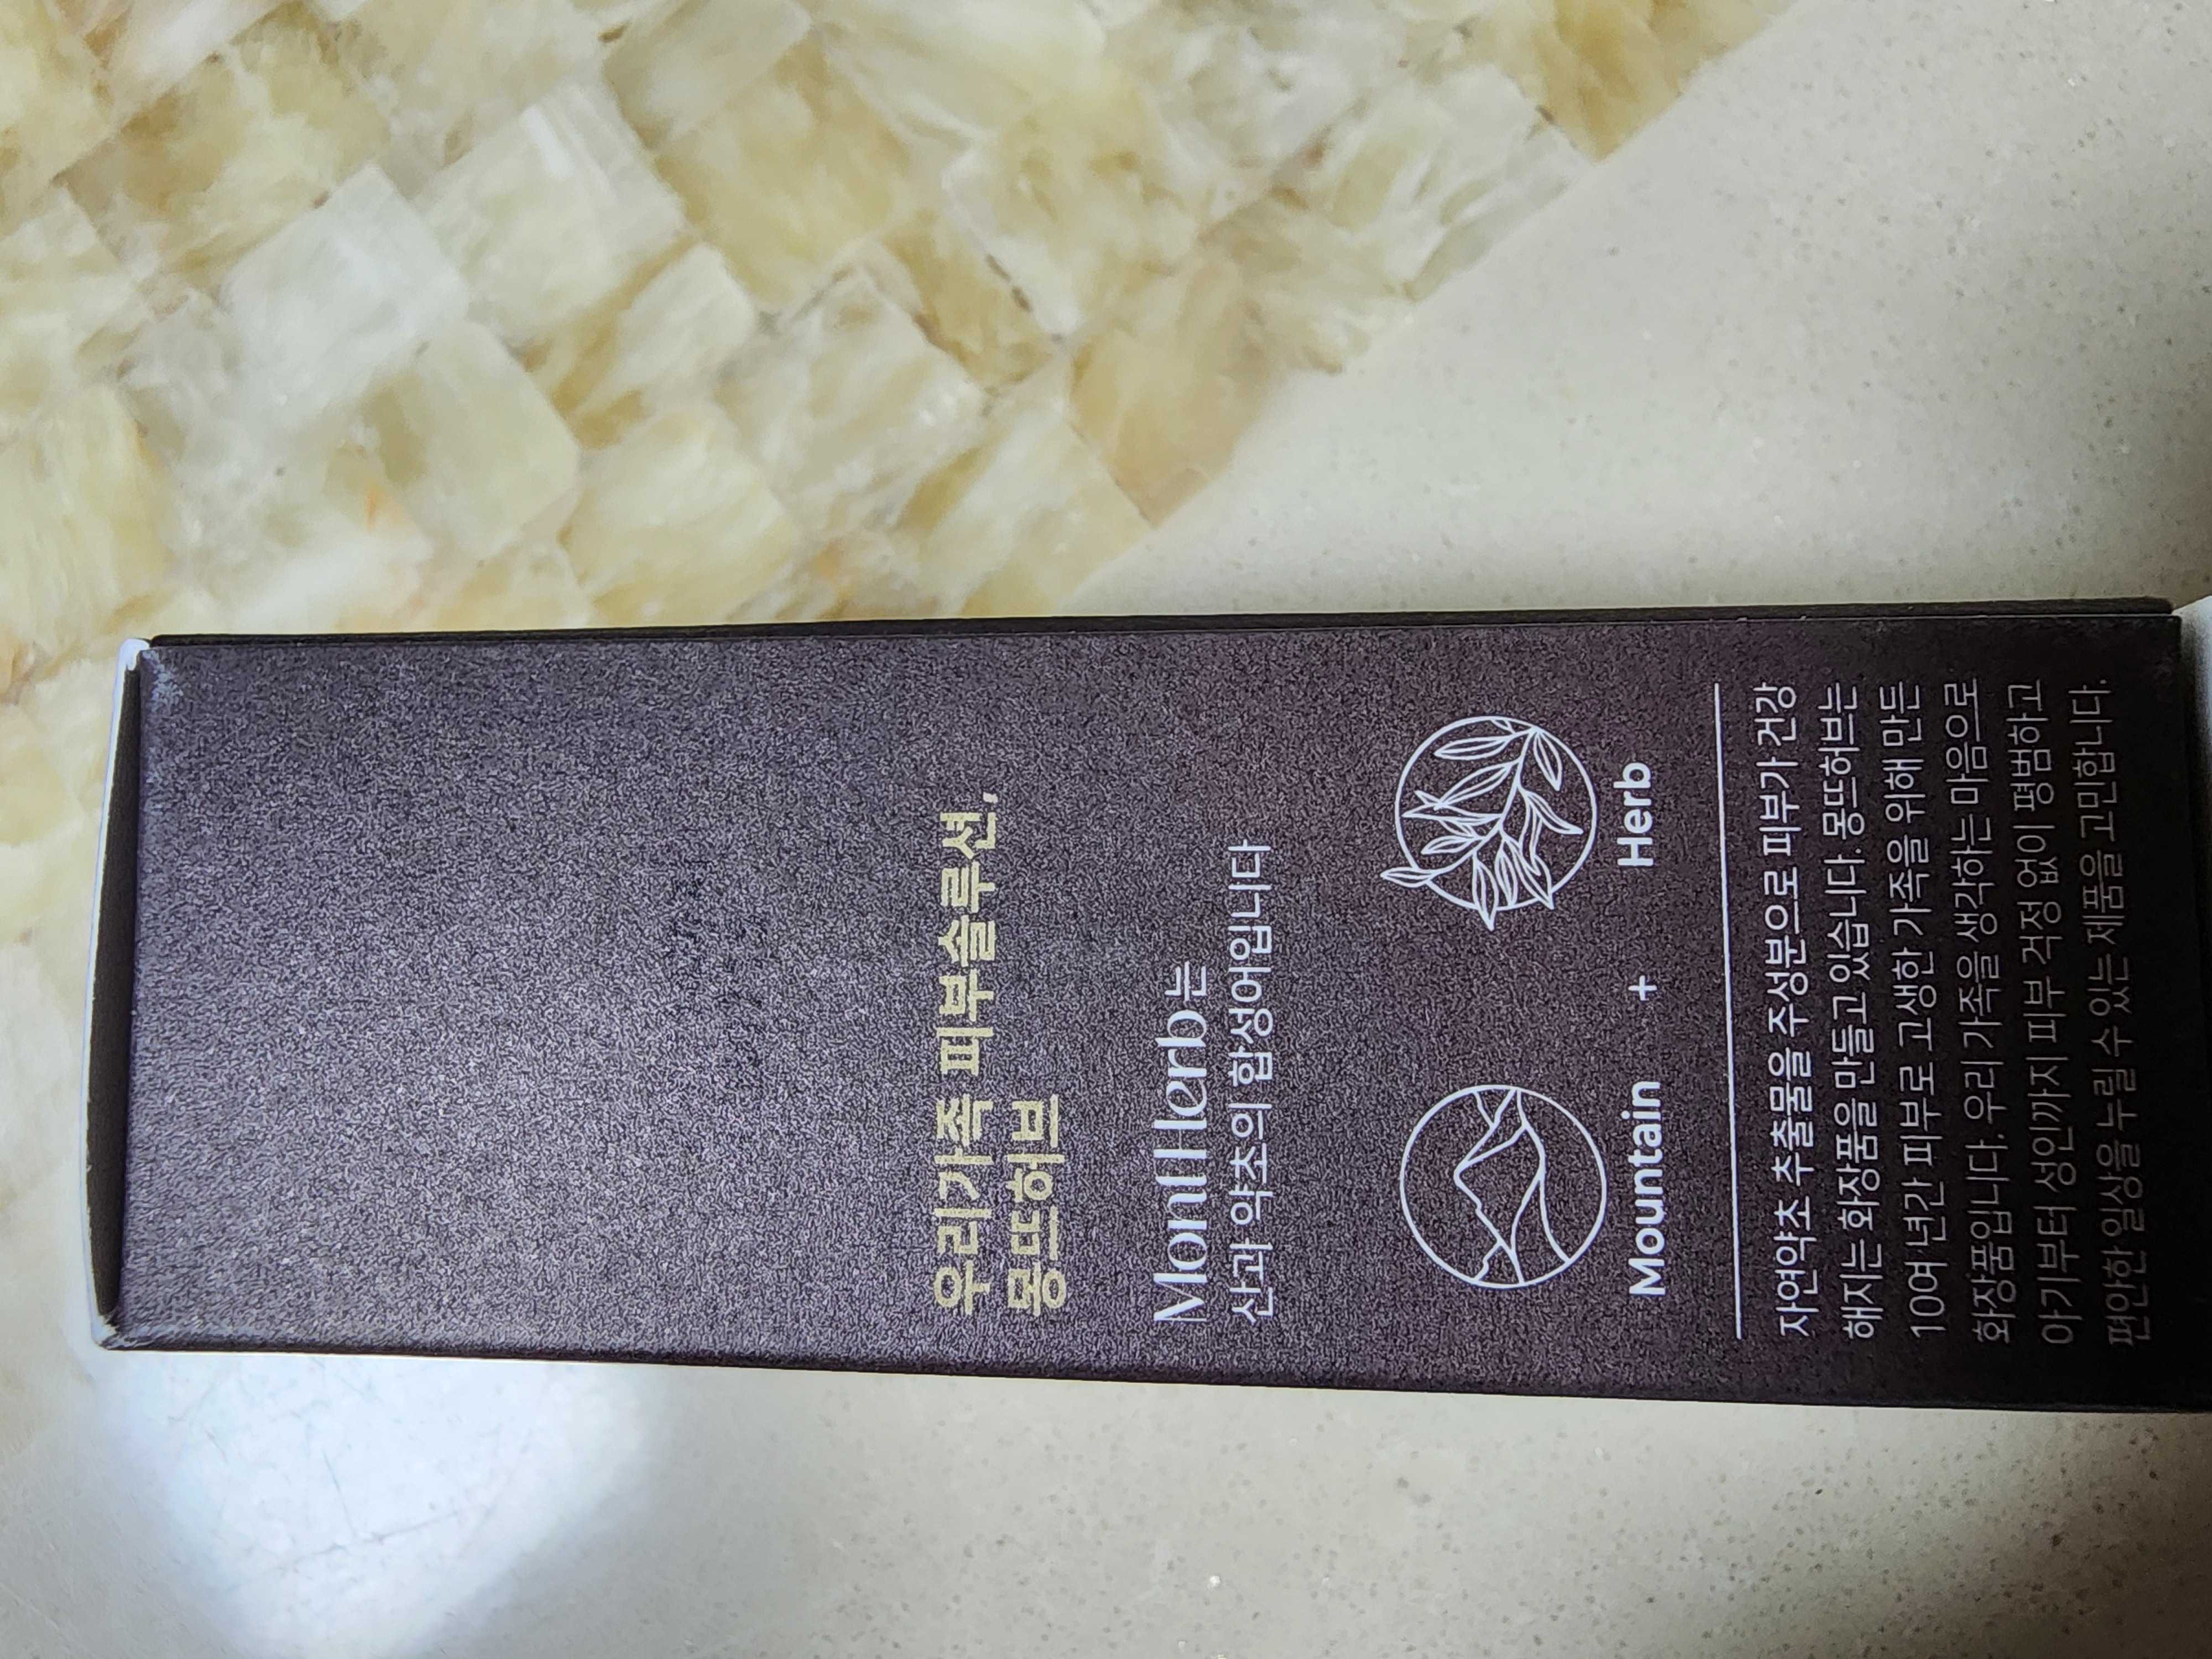 우리가족 피부솔루션,
몽뜨허브
MontHerb는
산과 약초의 합성어입니다
Mountain + Herb
자연약초 추출물을 주성분으로 피부가 건강
해지는 화장품을 만들고 있습니다. 몽뜨허브는
10여 년간 피부로 고생한 가족을 위해 만든
화장품입니다. 우리 가족을 생각하는 마음으로
아기부터 성인까지 피부 걱정 없이 평범하고
편안한 일상을 누릴 수 있는 제품을 고민합니다.